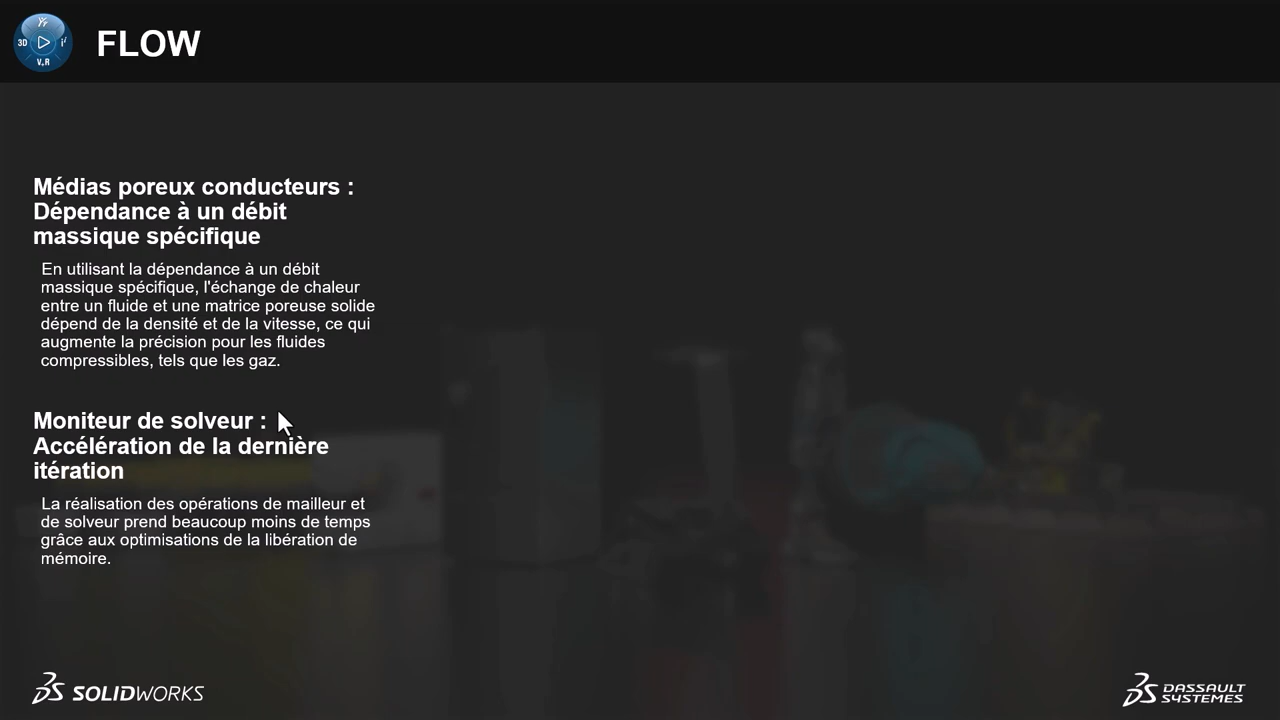 FLOW
Médias poreux conducteurs :
Dépendance à un débit
massique spécifique
En utilisant la dépendance à un débit
massique spécifique, l'échange de chaleur
entre un fluide et une matrice poreuse solide
dépend de la densité et de la vitesse, ce qui
augmente la précision pour les fluides
compressibles, tels que les gaz.
Moniteur de solveur :
Accélération de la dernière
itération
La réalisation des opérations de mailleur et
de solveur prend beaucoup moins de temps
grâce aux optimisations de la libération de
mémoire.
3D
V,R
SOLIDWORKS
DASSAULT
SYSTEMES